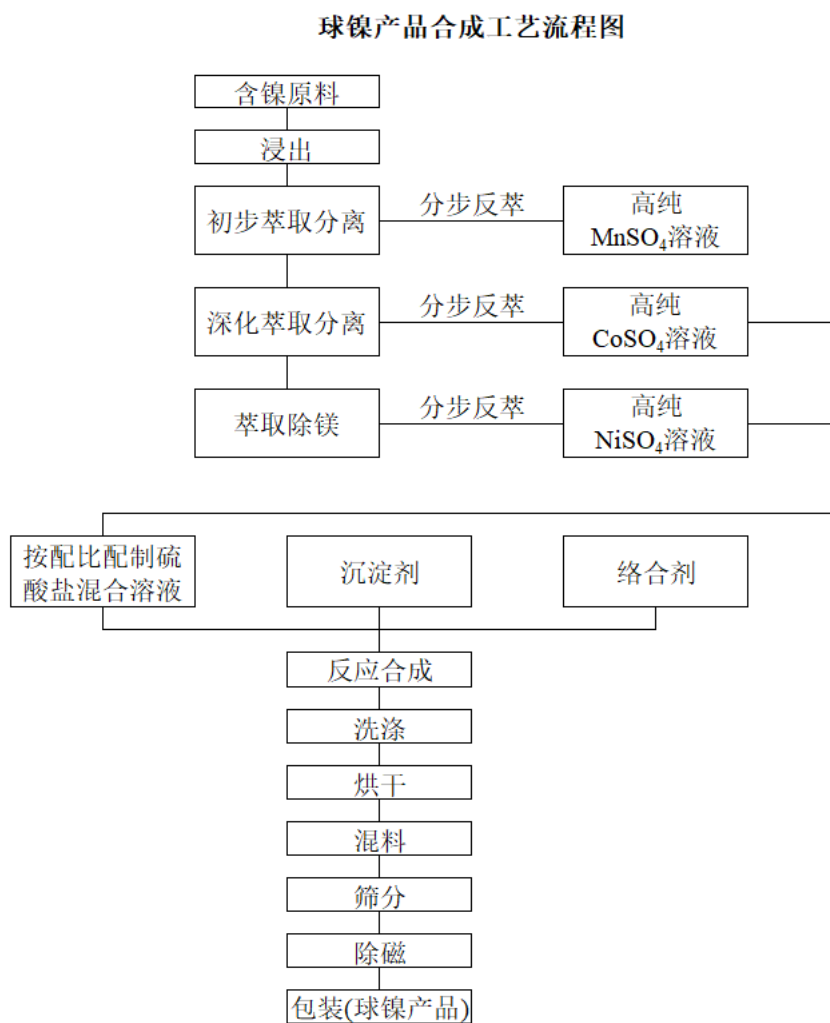 球镍产品合成工艺流程图
含镍原料
浸出
初步萃取分离
分步反萃
高纯
MnSO₄溶液
深化萃取分离
分步反萃
高纯
CoSO₄溶液
萃取除镁
分步反萃
高纯
NiSO₄溶液
按配比配制硫
酸盐混合溶液
沉淀剂
络合剂
反应合成
洗涤
烘干
混料
筛分
除磁
包装(球镍产品)